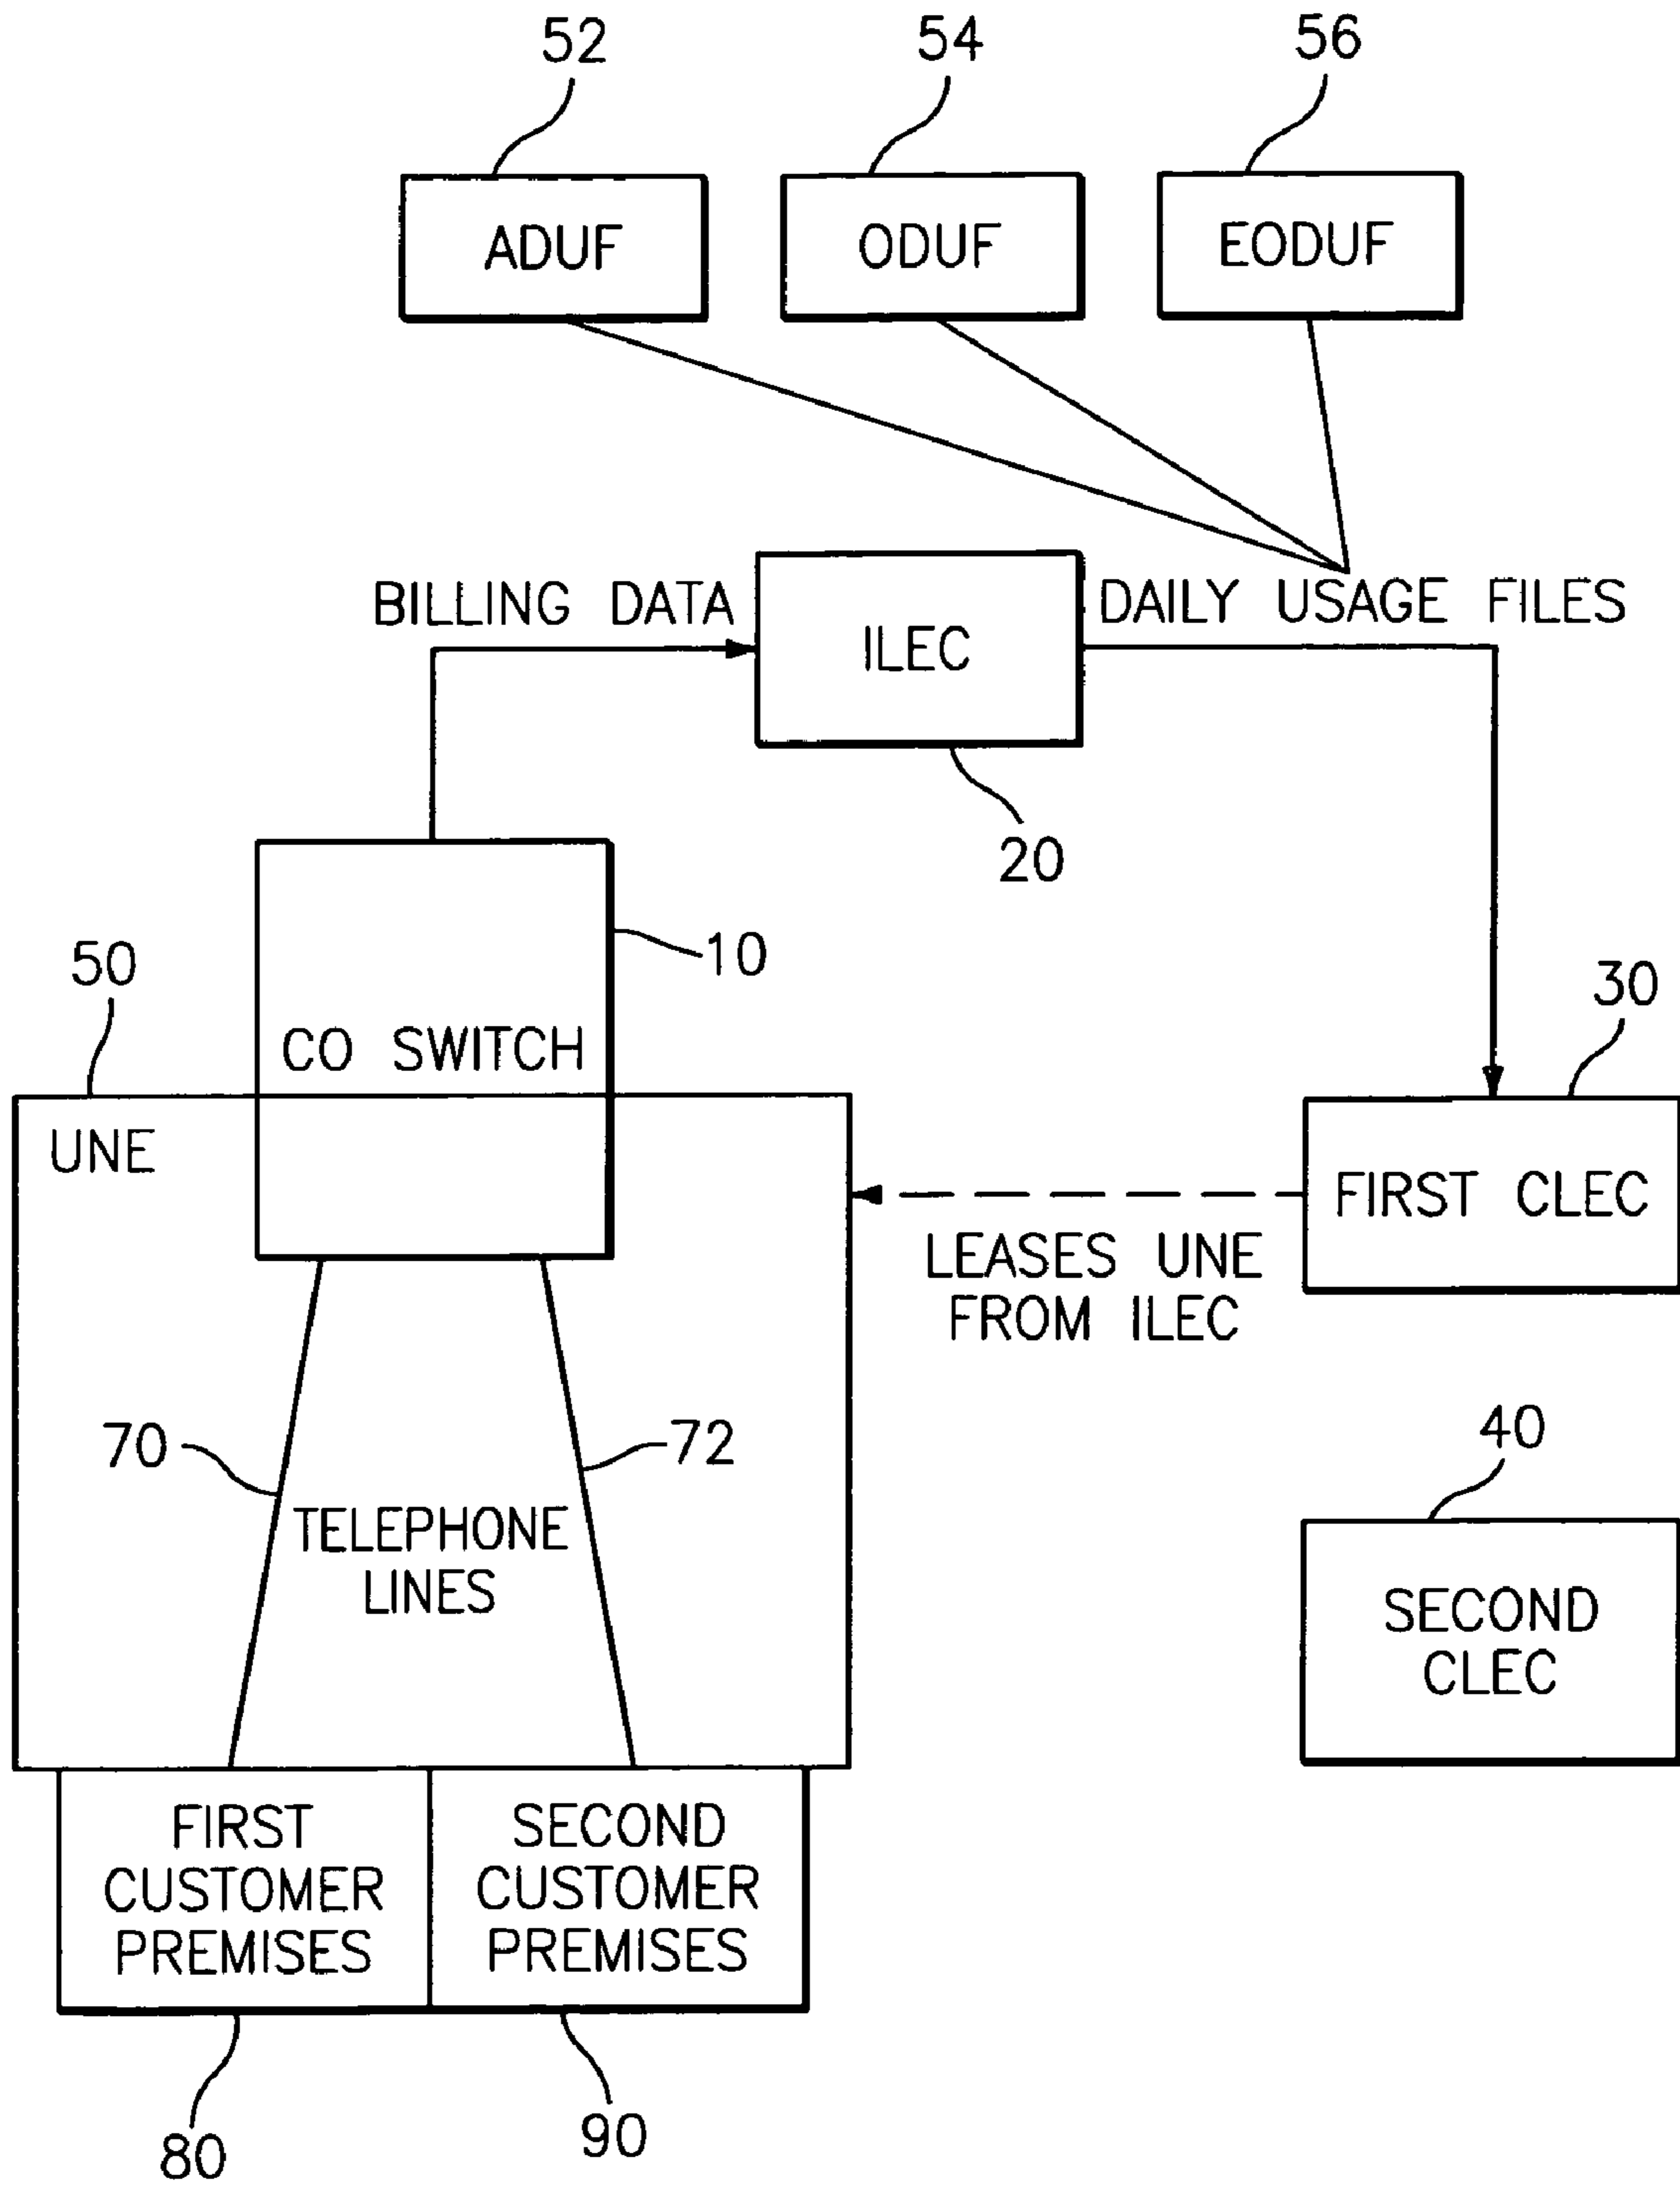 52
54
56
ADUF
ODUF
EODUF
BILLING DATA
ILEC
DAILY USAGE FILES
20
10
50
30
CO SWITCH
UNE
FIRST CLEC
LEASES UNE
FROM ILEC
70
72
40
TELEPHONE
LINES
SECOND
CLEC
FIRST
CUSTOMER
PREMISES
SECOND
CUSTOMER
PREMISES
80
90